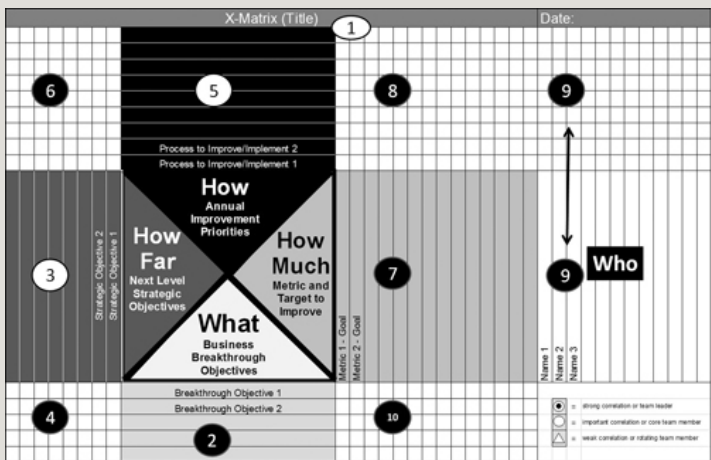 X-Matrix (Title)
Date:
1
6
5
8
9
Process to Improve/Implement 2
Process to Improve/Implement 1
How
Annual
Improvement
Priorities
3
Strategic Objective 2
Strategic Objective 1
How
Far
Next Level
Strategic
Objectives
How
Much
Metric and
Target to
Improve
What
Business
Breakthrough
Objectives
Metric 1 - Goal
Metric 2 - Goal
7
9
Who
Name 1
Name 2
Name 3
4
Breakthrough Objective 1
Breakthrough Objective 2
2
10
= strong correlation or team leader
= important correlation or core team member
= weak correlation or rotating team member